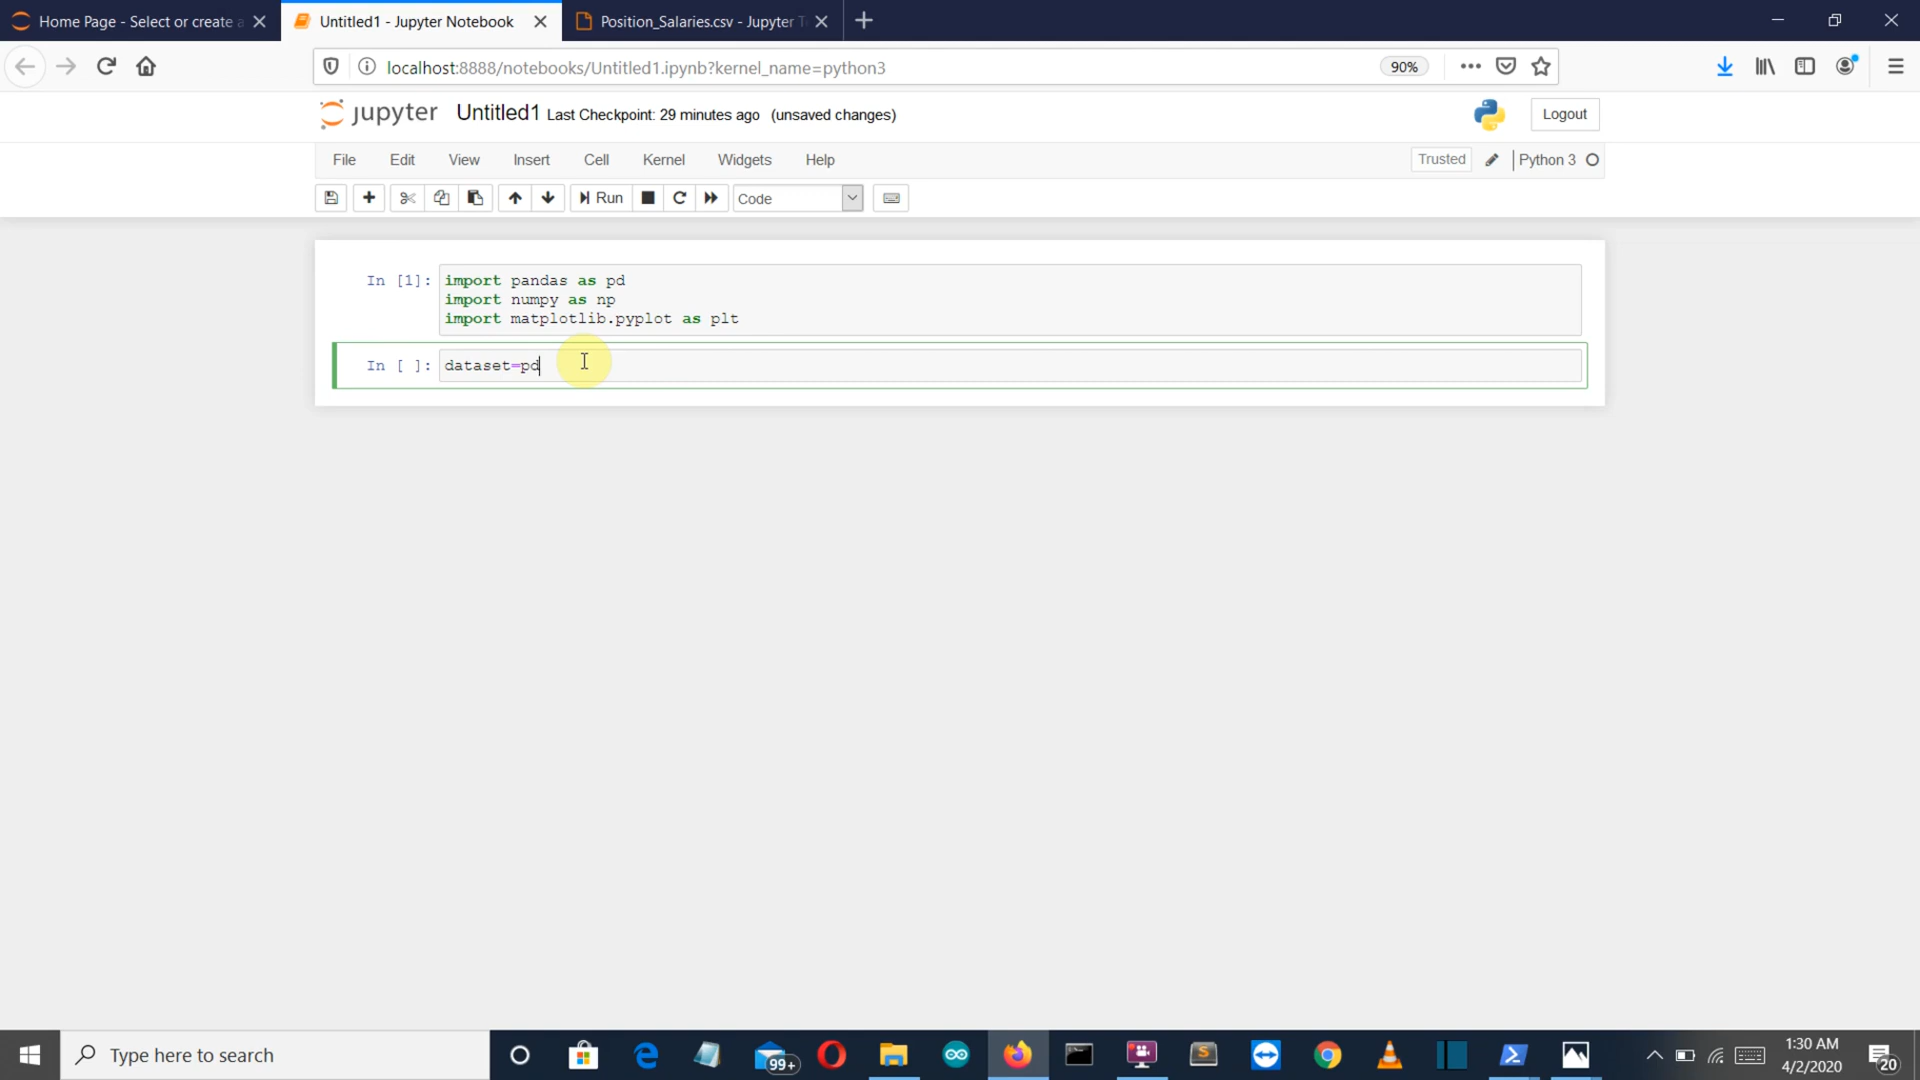 Home Page - Select or create a
Untitled1 - Jupyter Notebook
Position_Salaries.csv - Jupyter T
localhost:8888/notebooks/Untitled1.ipynb?kernel_name=python3
90%
jupyter
Untitled1 Last Checkpoint: 29 minutes ago (unsaved changes)
Logout
File Edit View Insert Cell Kernel Widgets Help
Trusted
Python 3
Run
Code
In [1]: import pandas as pd
import numpy as np
import matplotlib.pyplot as plt
In [ ]: dataset=pd
Type here to search
99+
1:30 AM
4/2/2020
20